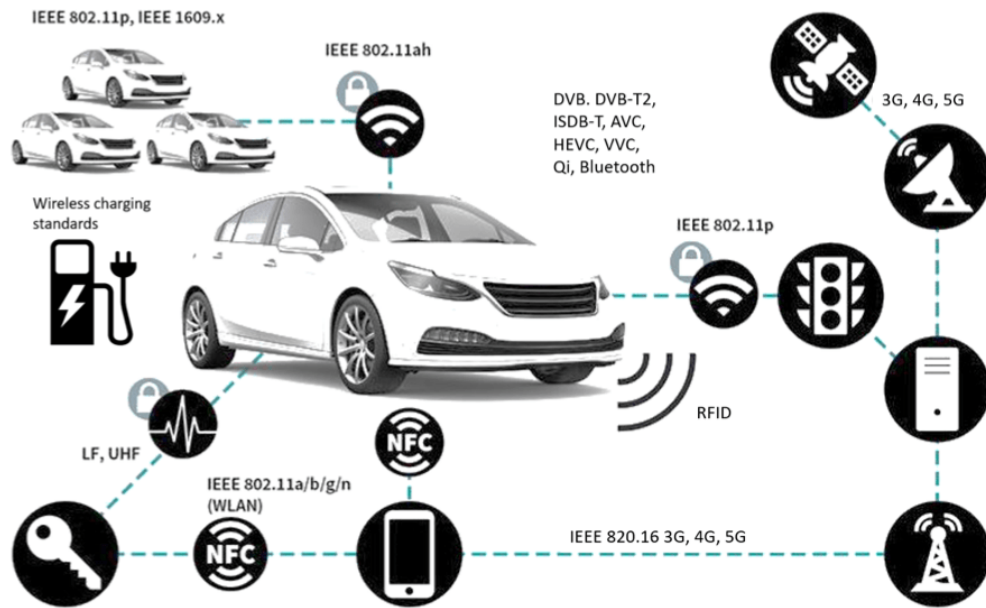 IEEE 802.11p, IEEE 1609.x
IEEE 802.11ah
DVB. DVB-T2,
ISDB-T, AVC,
HEVC, VVC,
Qi, Bluetooth
3G, 4G, 5G
Wireless charging
standards
IEEE 802.11p
RFID
LF, UHF
NFC
IEEE 802.11a/b/g/n
(WLAN)
NFC
IEEE 820.16 3G, 4G, 5G